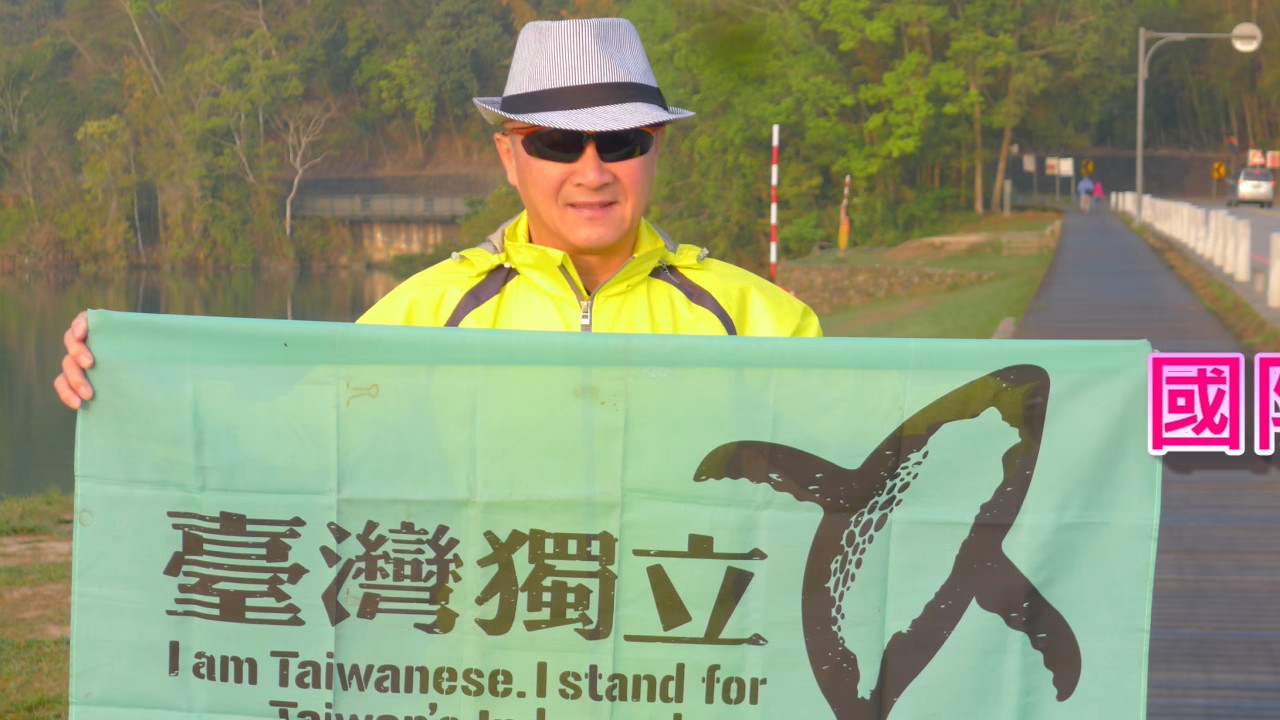 國
臺灣獨立
I am Taiwanese. I stand for